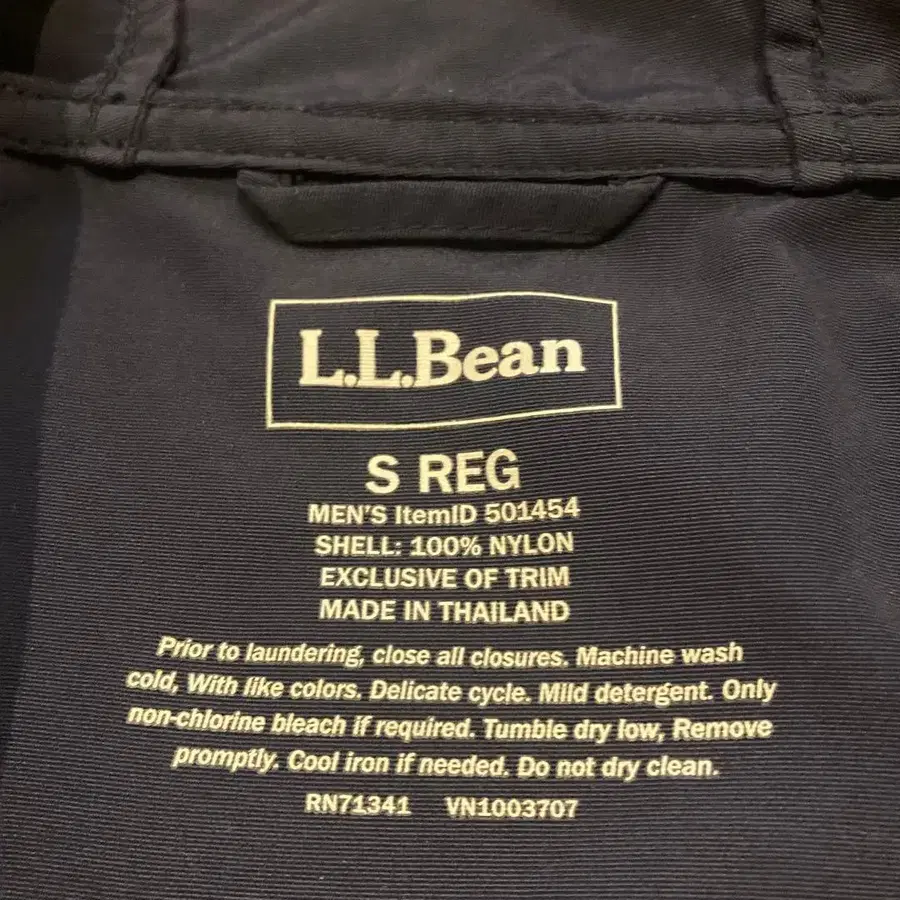 L.L.Bean
S REG
MEN'S ItemID 501454
SHELL: 100% NYLON
EXCLUSIVE OF TRIM
MADE IN THAILAND
Prior to laundering, close all closures. Machine wash
cold, With like colors. Delicate cycle. Mild detergent. Only
non-chlorine bleach if required. Tumble dry low, Remove
promptly. Cool iron if needed. Do not dry clean.
RN71341 VN1003707